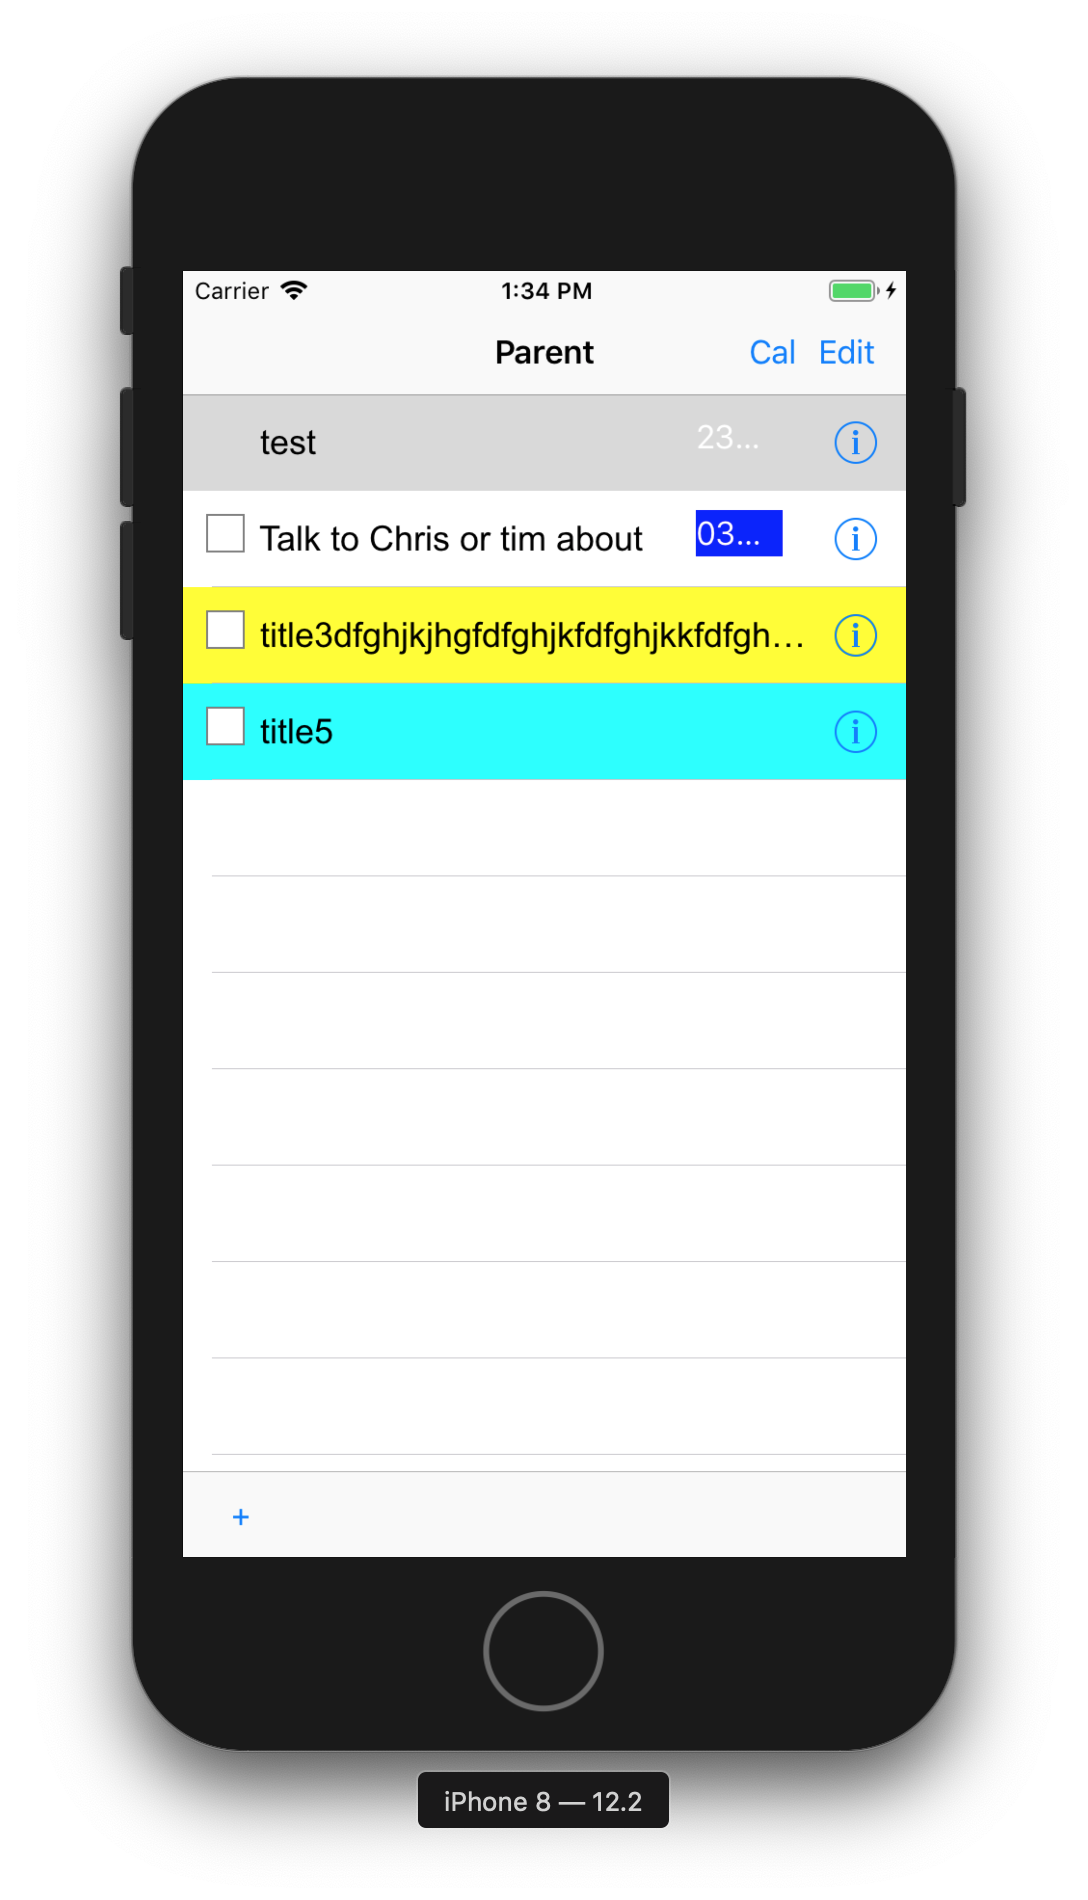 Carrier 1:34 PM
Parent Cal Edit
test 23...
Talk to Chris or tim about 03...
title3dfghjkjhgfdfghjkfdfghjkkfdfgh...
title5
+
iPhone 8 — 12.2